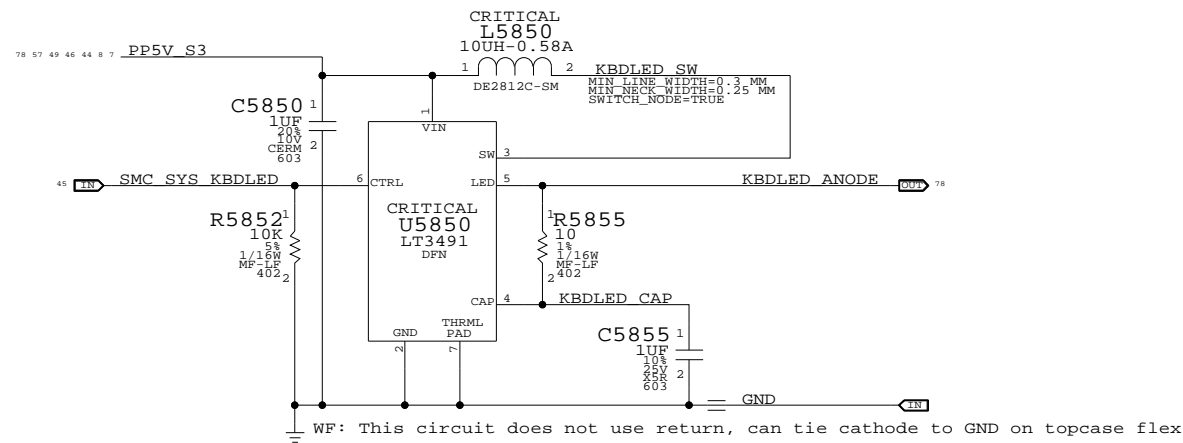 CRITICAL
L5850
10UH-0.58A
78 57 49 46 44 8 7 PP5V_S3
1 2 KBDLED_SW
DE2812C-SM
MIN_LINE_WIDTH=0.3 MM
MIN_NECK_WIDTH=0.25 MM
SWITCH_NODE=TRUE
C5850 1
1UF
20%
10V
CERM 2
603
1
VIN
SW 3
45 IN SMC_SYS_KBDLED 6 CTRL
LED 5 KBDLED_ANODE OUT 78
CRITICAL
U5850
LT3491
DFN
R5852 1
10K
5%
1/16W
MF-LF
402 2
1 R5855
10
1%
1/16W
MF-LF
2 402
CAP 4 KBDLED_CAP
GND
THRML
PAD
2 7
C5855 1
1UF
10%
25V
X5R 2
603
GND IN
WF: This circuit does not use return, can tie cathode to GND on topcase flex